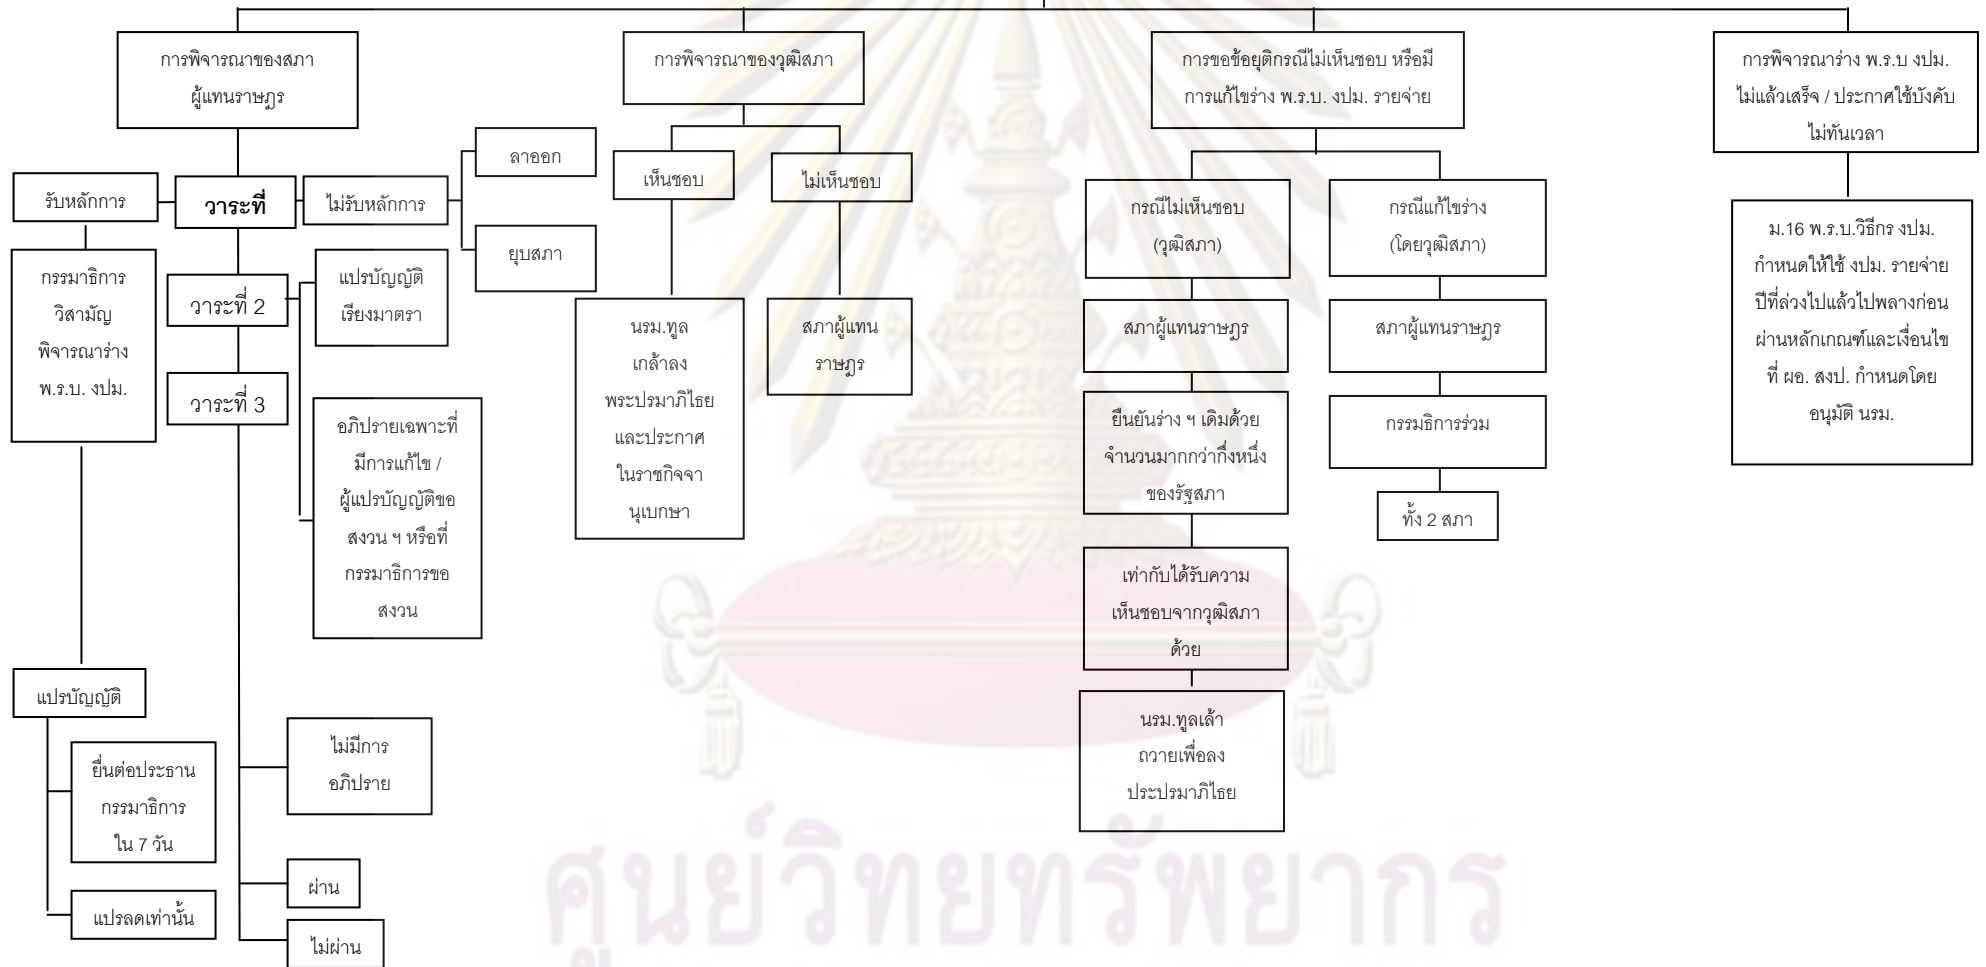 การพิจารณาของสภา
ผู้แทนราษฎร
รับหลักการ
วาระที่
ไม่รับหลักการ
ลาออก
ยุบสภา
กรรมาธิการ
วิสามัญ
พิจารณาร่าง
พ.ร.บ. งปม.
วาระที่ 2
แปรบัญญัติ
เรียงมาตรา
วาระที่ 3
อภิปรายเฉพาะที่
มีการแก้ไข /
ผู้แปรบัญญัติขอ
สงวน ฯ หรือที่
กรรมาธิการขอ
สงวน
แปรบัญญัติ
ยื่นต่อประธาน
กรรมาธิการ
ใน 7 วัน
แปรลดเท่านั้น
ไม่มีการ
อภิปราย
ผ่าน
ไม่ผ่าน
การพิจารณาของวุฒิสภา
เห็นชอบ
ไม่เห็นชอบ
นรม.ทูล
เกล้าลง
พระปรมาภิไธย
และประกาศ
ในราชกิจจา
นุเบกษา
สภาผู้แทน
ราษฎร
การขอข้อยุติกรณีไม่เห็นชอบ หรือมี
การแก้ไขร่าง พ.ร.บ. งปม. รายจ่าย
กรณีไม่เห็นชอบ
(วุฒิสภา)
สภาผู้แทนราษฎร
ยืนยันร่าง ฯ เดิมด้วย
จำนวนมากกว่ากึ่งหนึ่ง
ของรัฐสภา
เท่ากับได้รับความ
เห็นชอบจากวุฒิสภา
ด้วย
นรม.ทูลเล้า
ถวายเพื่อลง
ประปรมาภิไธย
กรณีแก้ไขร่าง
(โดยวุฒิสภา)
สภาผู้แทนราษฎร
กรรมธิการร่วม
ทั้ง 2 สภา
การพิจารณาร่าง พ.ร.บ งปม.
ไม่แล้วเสร็จ / ประกาศใช้บังคับ
ไม่ทันเวลา
ม.16 พ.ร.บ.วิธีกร งปม.
กำหนดให้ใช้ งปม. รายจ่าย
ปีที่ล่วงไปแล้วไปพลางก่อน
ผ่านหลักเกณฑ์และเงื่อนไข
ที่ ผอ. สงป. กำหนดโดย
อนุมัติ นรม.
ศูนย์วิทยทรัพยากร